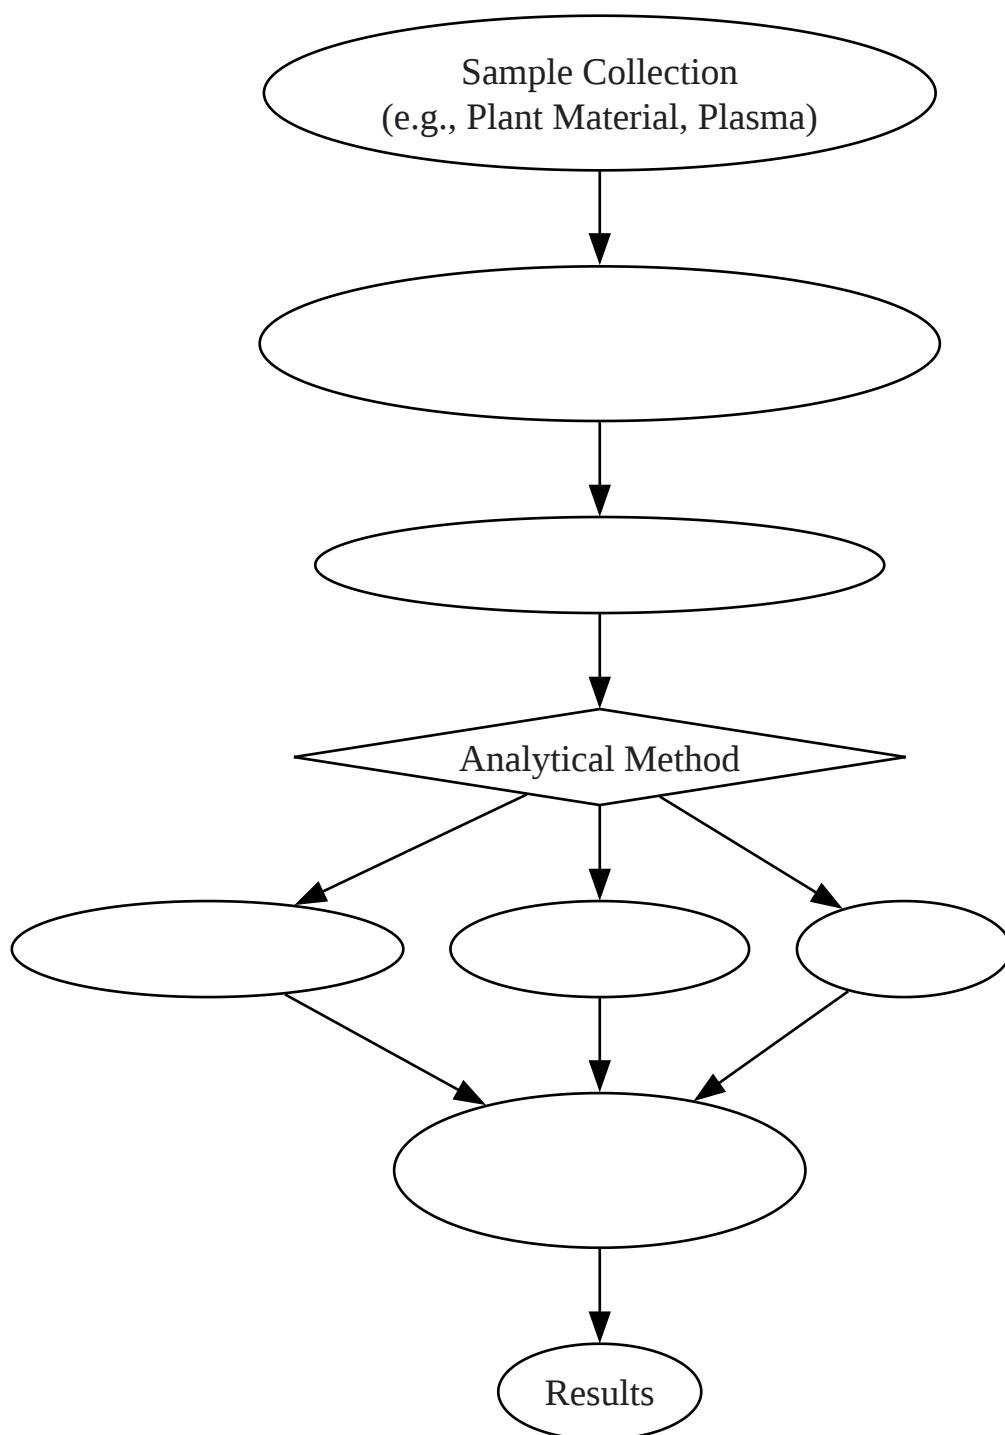 Sample Collection
(e.g., Plant Material, Plasma)
Analytical Method
Results